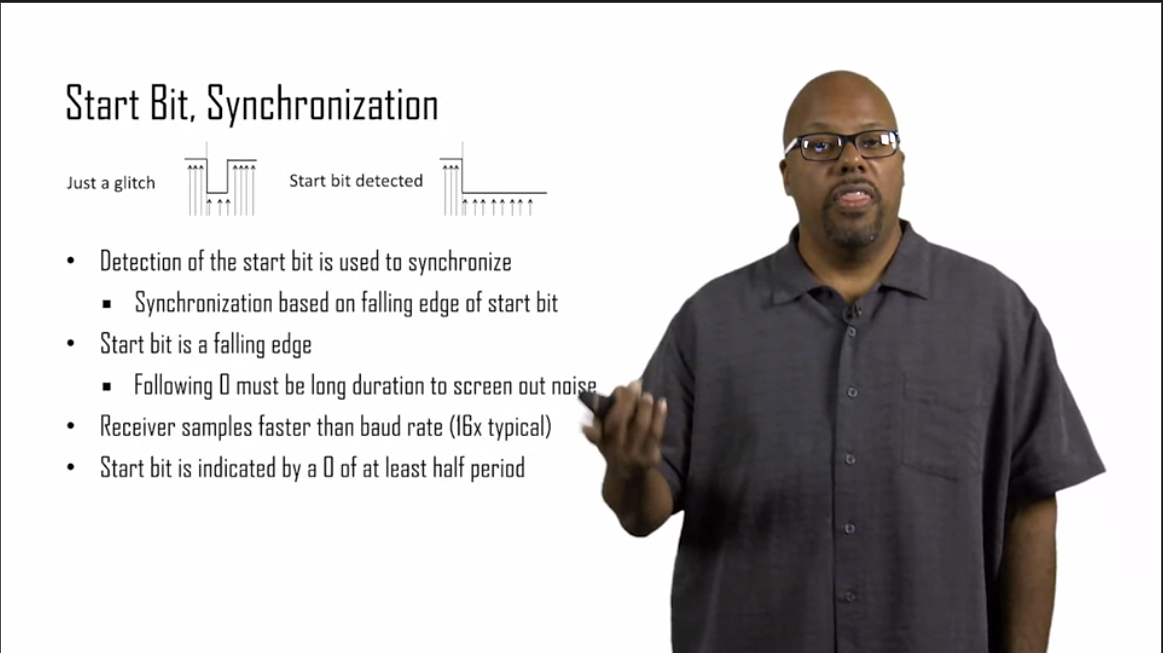 Start Bit, Synchronization
Just a glitch
Start bit detected
• Detection of the start bit is used to synchronize
▪ Synchronization based on falling edge of start bit
• Start bit is a falling edge
▪ Following 0 must be long duration to screen out noise
• Receiver samples faster than baud rate (16x typical)
• Start bit is indicated by a 0 of at least half period